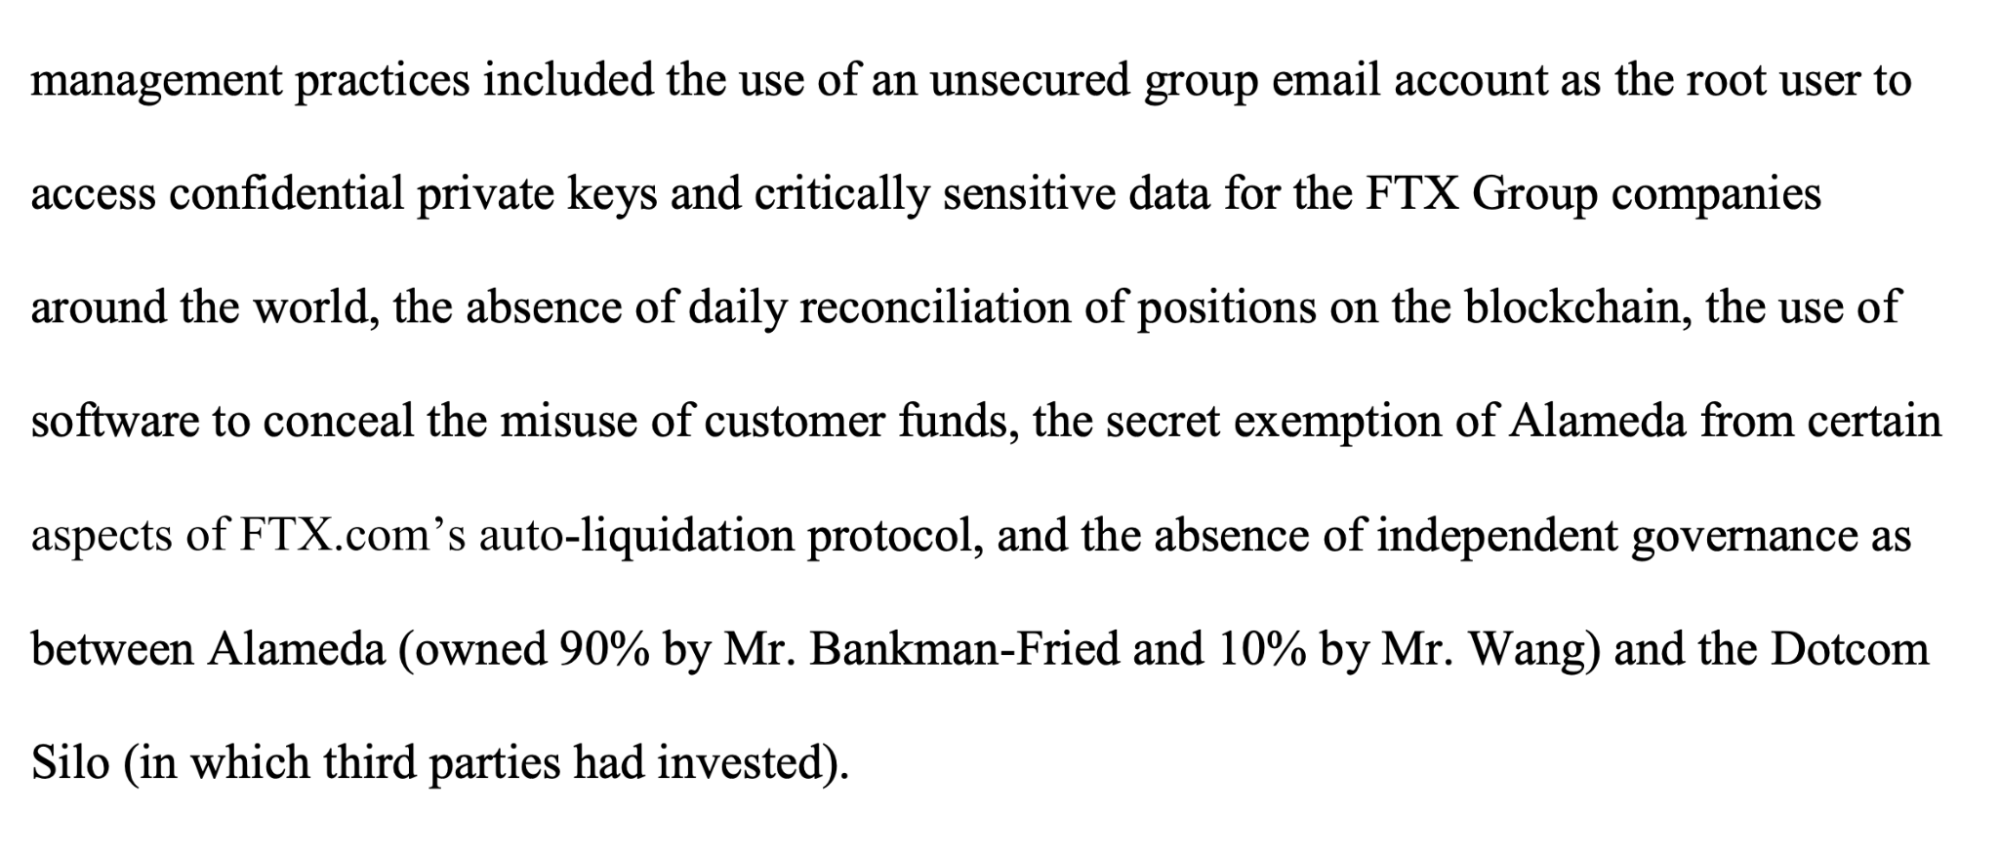 management practices included the use of an unsecured group email account as the root user to
access confidential private keys and critically sensitive data for the FTX Group companies
around the world, the absence of daily reconciliation of positions on the blockchain, the use of
software to conceal the misuse of customer funds, the secret exemption of Alameda from certain
aspects of FTX.com’s auto-liquidation protocol, and the absence of independent governance as
between Alameda (owned 90% by Mr. Bankman-Fried and 10% by Mr. Wang) and the Dotcom
Silo (in which third parties had invested).